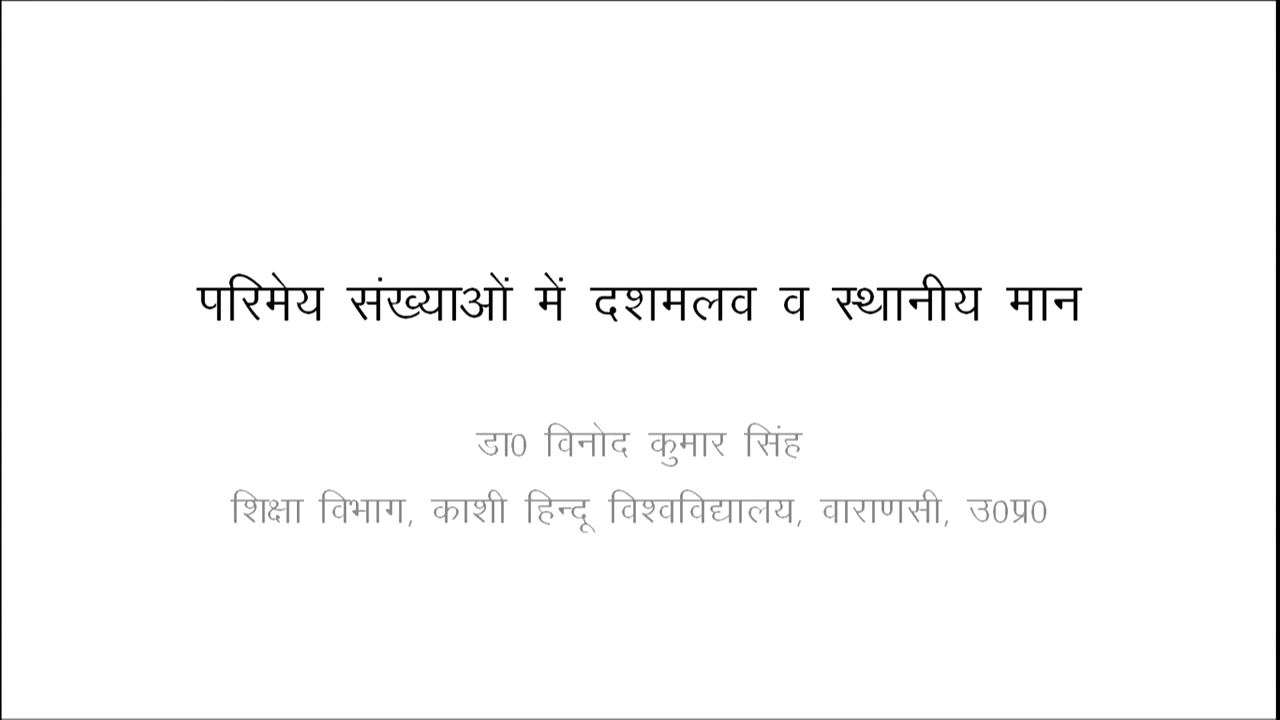 परिमेय संख्याओं में दशमलव व स्थानीय मान
डा0 विनोद कुमार सिंह
शिक्षा विभाग, काशी हिन्दू विश्वविद्यालय, वाराणसी, उ0प्र0